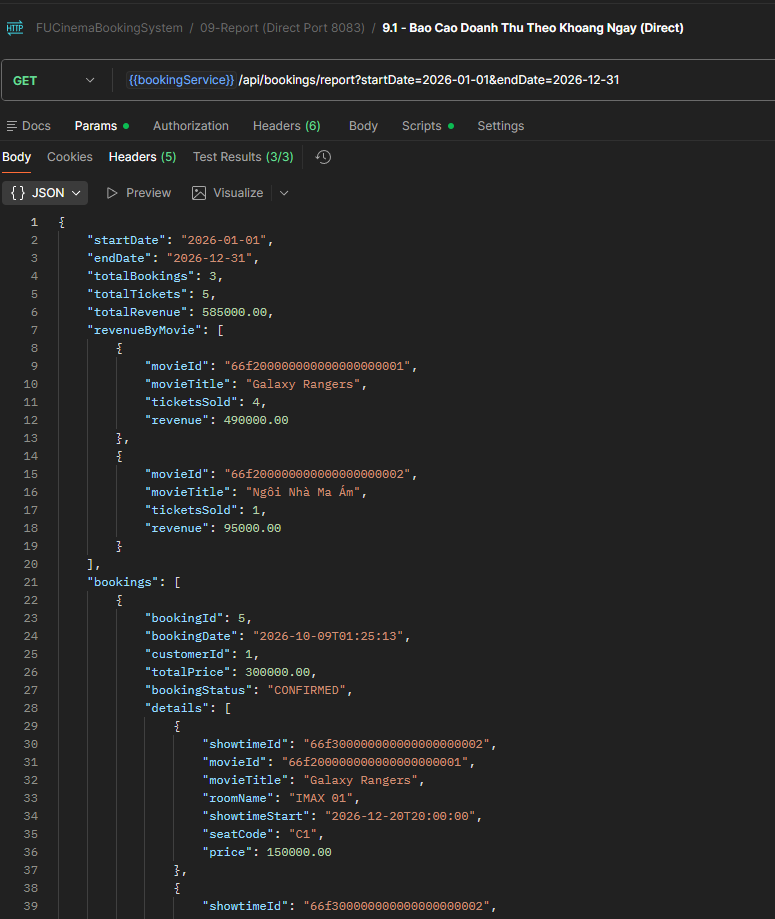 HTTP FUCinemaBookingSystem / 09-Report (Direct Port 8083) / 9.1 - Bao Cao Doanh Thu Theo Khoang Ngay (Direct)
GET {{bookingService}} /api/bookings/report?startDate=2026-01-01&endDate=2026-12-31
Docs Params Authorization Headers (6) Body Scripts Settings
Body Cookies Headers (5) Test Results (3/3)
{} JSON Preview Visualize
1 {
2 "startDate": "2026-01-01",
3 "endDate": "2026-12-31",
4 "totalBookings": 3,
5 "totalTickets": 5,
6 "totalRevenue": 585000.00,
7 "revenueByMovie": [
8 {
9 "movieId": "66f200000000000000000001",
10 "movieTitle": "Galaxy Rangers",
11 "ticketsSold": 4,
12 "revenue": 490000.00
13 },
14 {
15 "movieId": "66f200000000000000000002",
16 "movieTitle": "Ngôi Nhà Ma Ám",
17 "ticketsSold": 1,
18 "revenue": 95000.00
19 }
20 ],
21 "bookings": [
22 {
23 "bookingId": 5,
24 "bookingDate": "2026-10-09T01:25:13",
25 "customerId": 1,
26 "totalPrice": 300000.00,
27 "bookingStatus": "CONFIRMED",
28 "details": [
29 {
30 "showtimeId": "66f300000000000000000002",
31 "movieId": "66f200000000000000000001",
32 "movieTitle": "Galaxy Rangers",
33 "roomName": "IMAX 01",
34 "showtimeStart": "2026-12-20T20:00:00",
35 "seatCode": "C1",
36 "price": 150000.00
37 },
38 {
39 "showtimeId": "66f300000000000000000002",